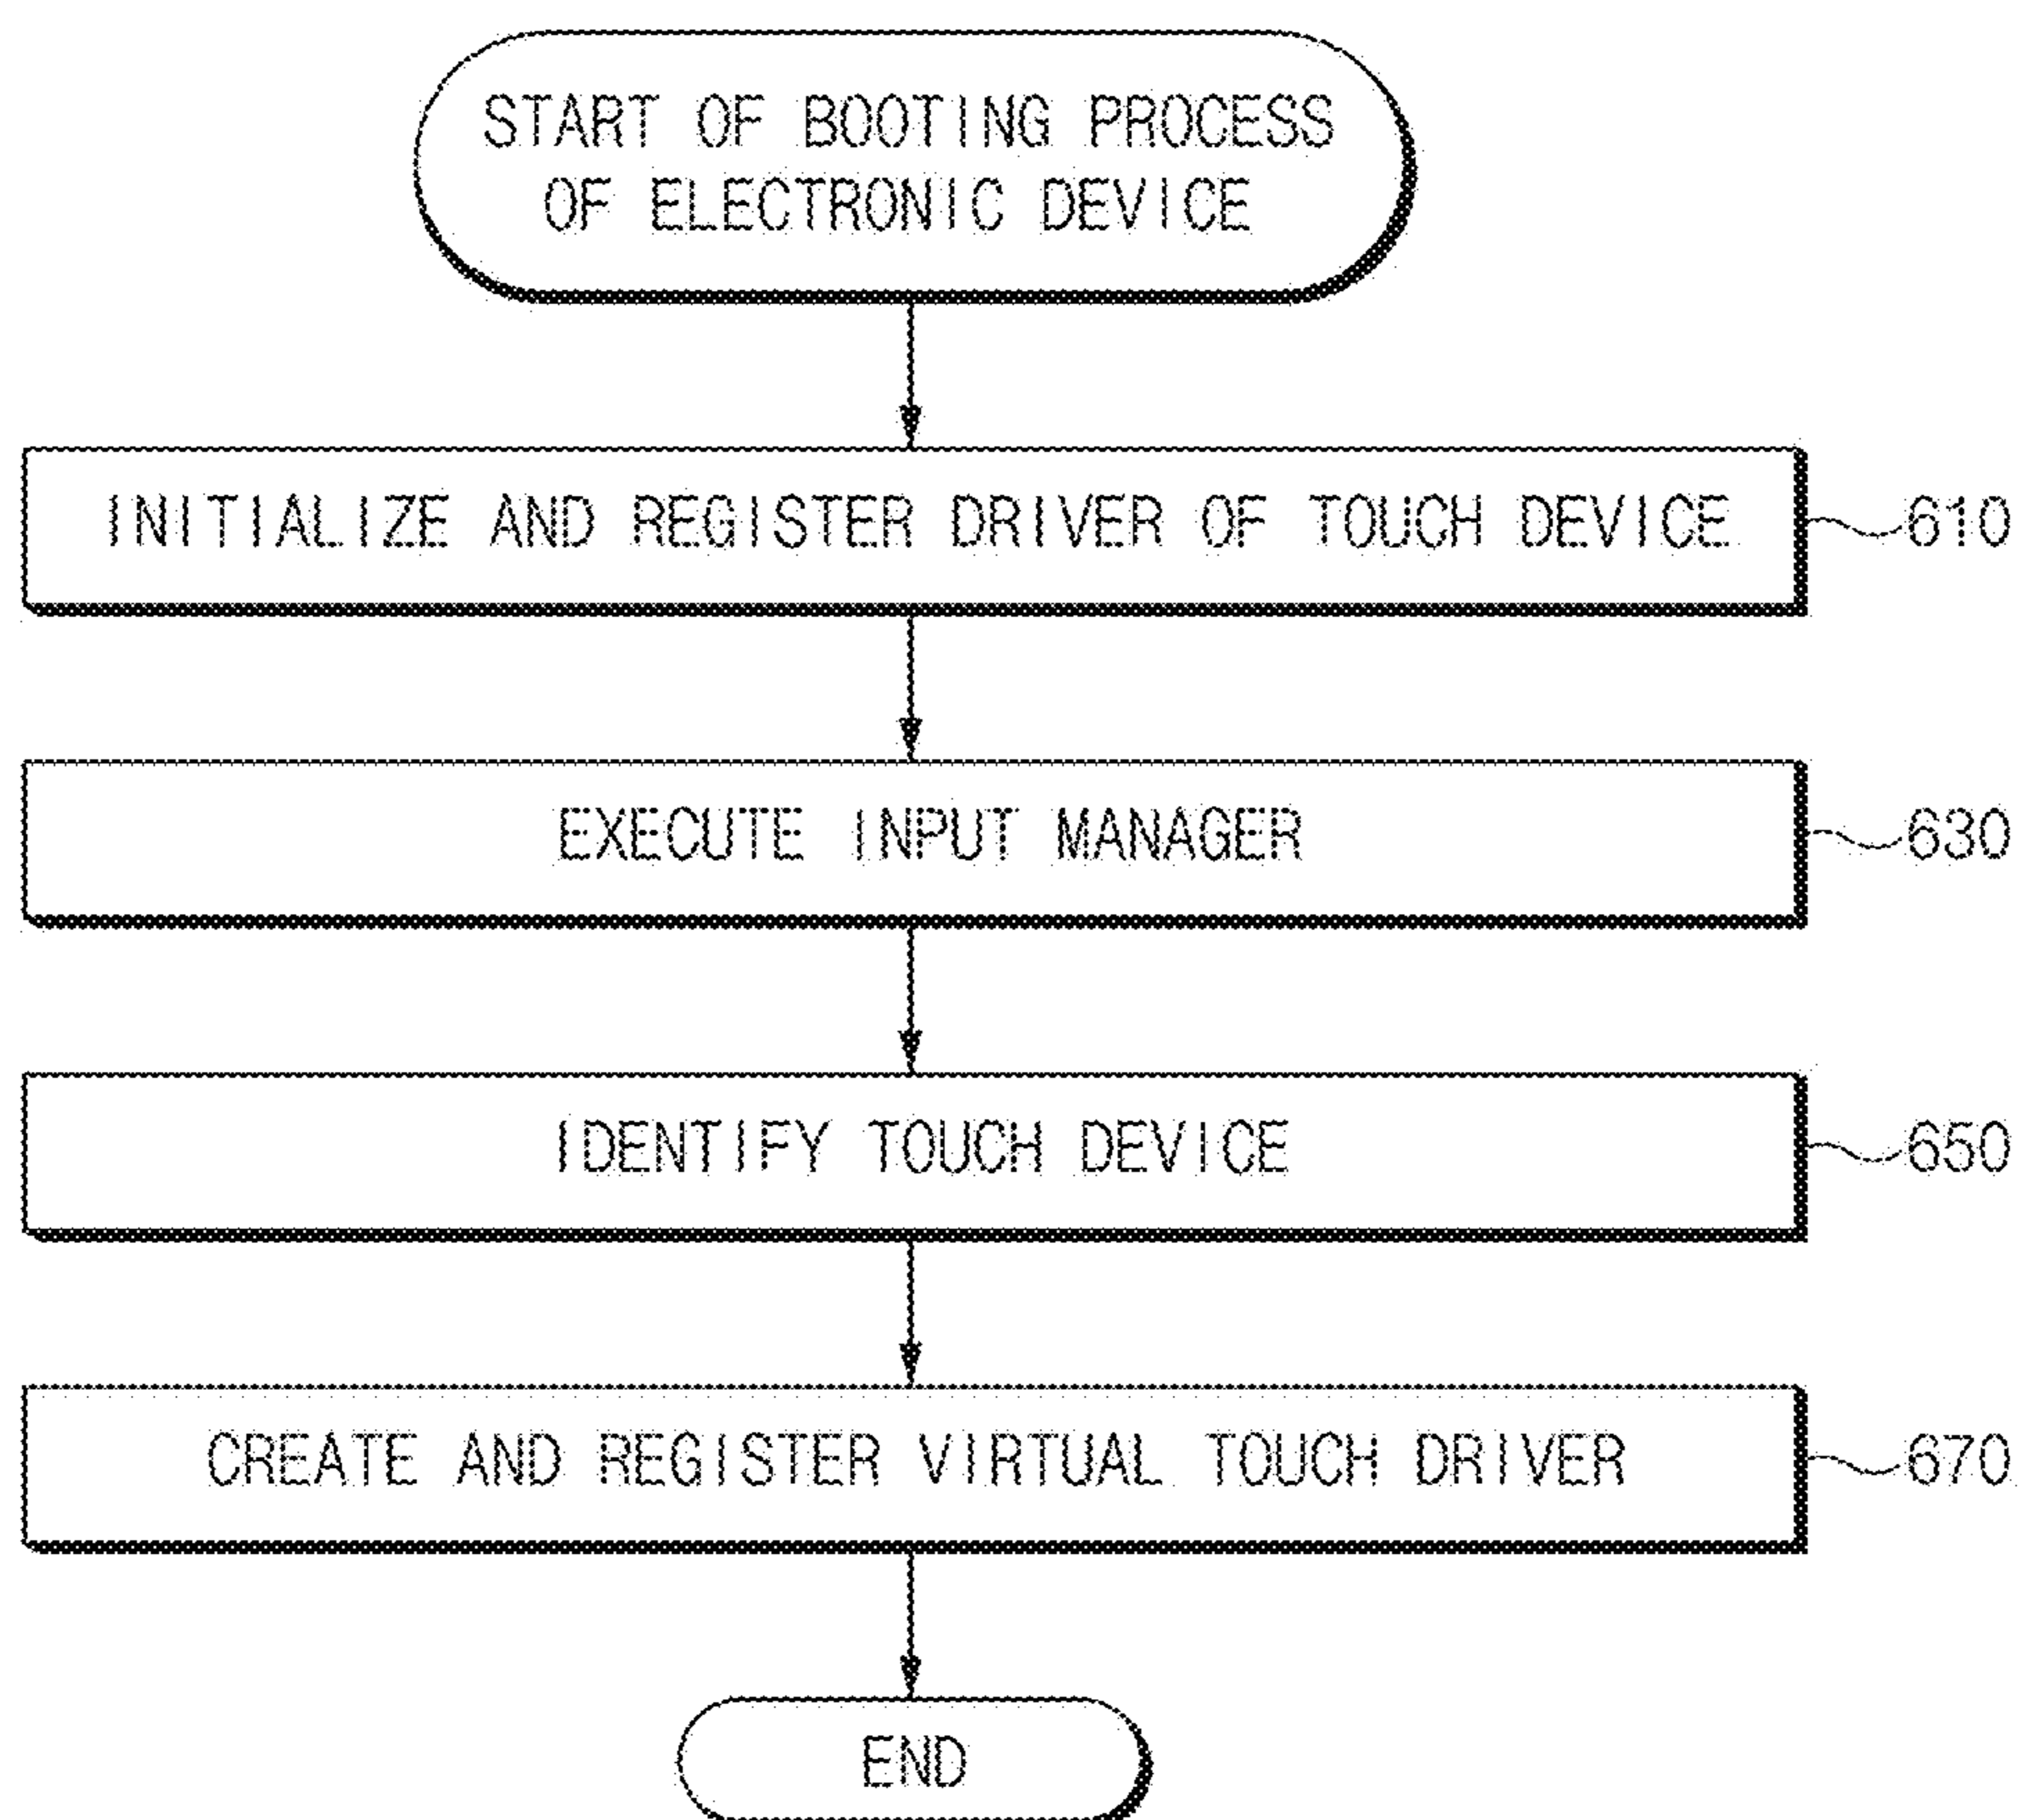 START OF BOOTING PROCESS
OF ELECTRONIC DEVICE
INITIALIZE AND REGISTER DRIVER OF TOUCH DEVICE
610
EXECUTE INPUT MANAGER
630
IDENTIFY TOUCH DEVICE
650
CREATE AND REGISTER VIRTUAL TOUCH DRIVER
670
END